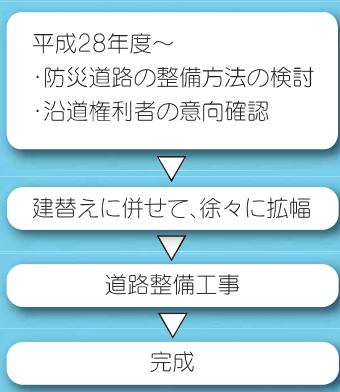 平成28年度～
・防災道路の整備方法の検討
・沿道権利者の意向確認
建替えに併せて、徐々に拡幅
道路整備工事
完成